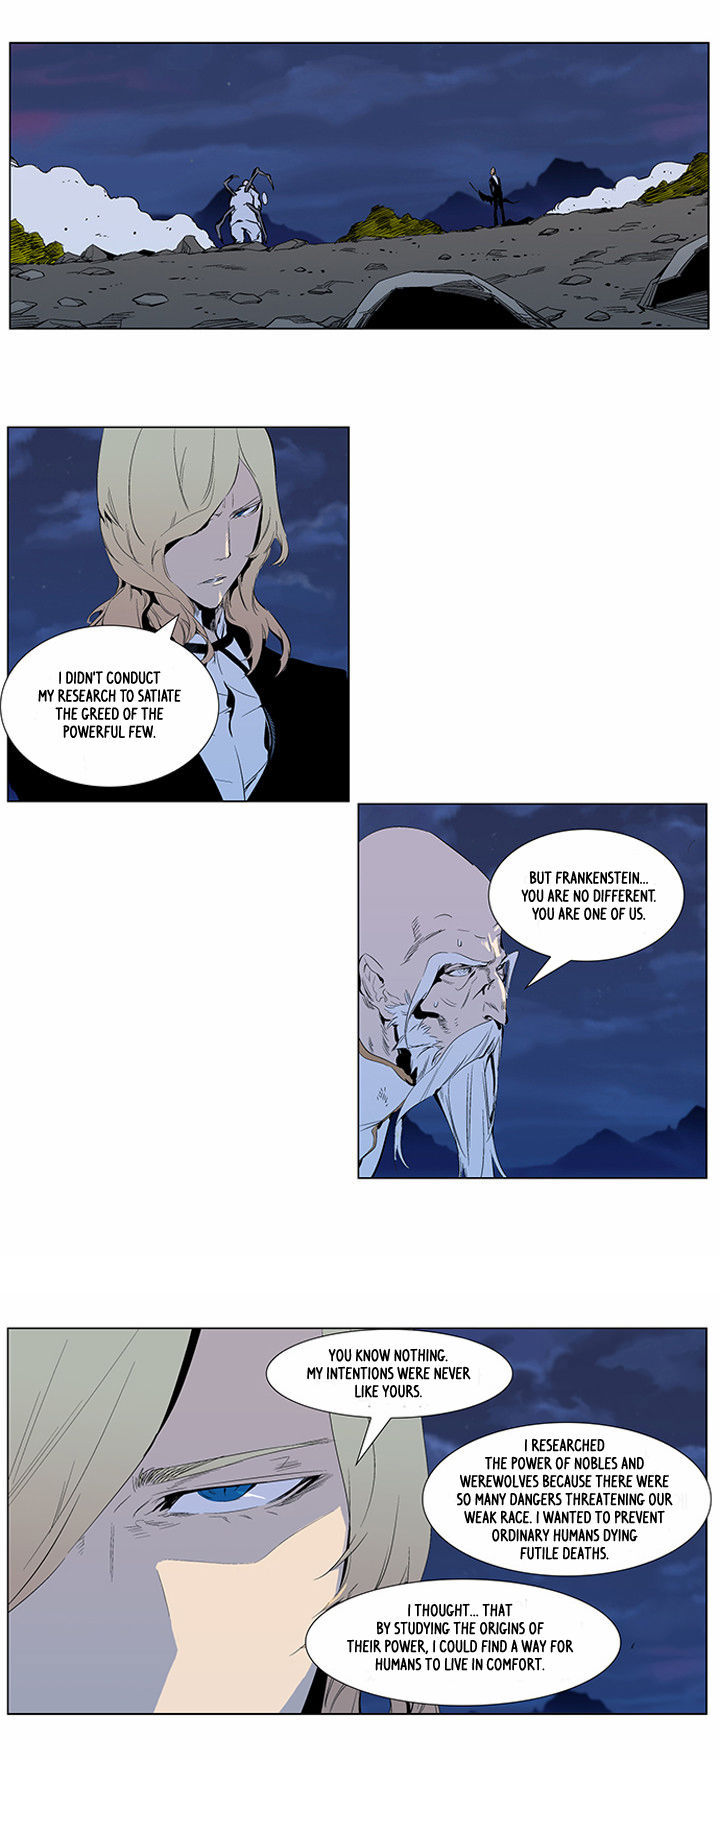 I DIDN'T CONDUCT
MY RESEARCH TO SATIATE
THE GREED OF THE
POWERFUL FEW.
BUT FRANKENSTEIN...
YOU ARE NO DIFFERENT.
YOU ARE ONE OF US.
YOU KNOW NOTHING.
MY INTENTIONS WERE NEVER
LIKE YOURS.
I RESEARCHED
THE POWER OF NOBLES AND
WEREWOLVES BECAUSE THERE WERE
SO MANY DANGERS THREATENING OUR
WEAK RACE. I WANTED TO PREVENT
ORDINARY HUMANS DYING
FUTILE DEATHS.
I THOUGHT... THAT
BY STUDYING THE ORIGINS OF
THEIR POWER, I COULD FIND A WAY FOR
HUMANS TO LIVE IN COMFORT.